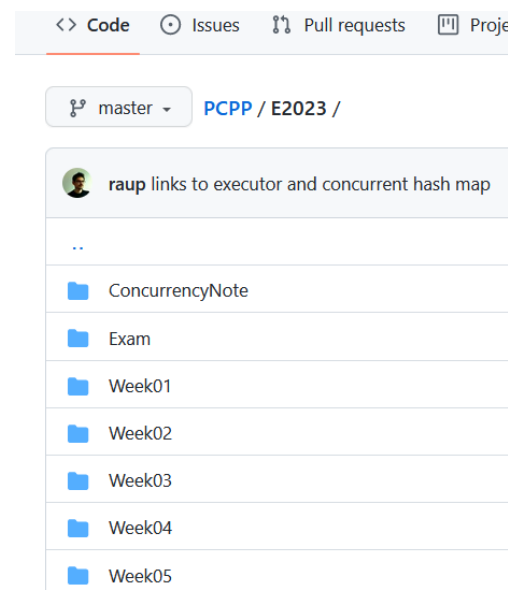 <> Code Issues Pull requests Proje
master PCPP / E2023 /
raup links to executor and concurrent hash map
..
ConcurrencyNote
Exam
Week01
Week02
Week03
Week04
Week05